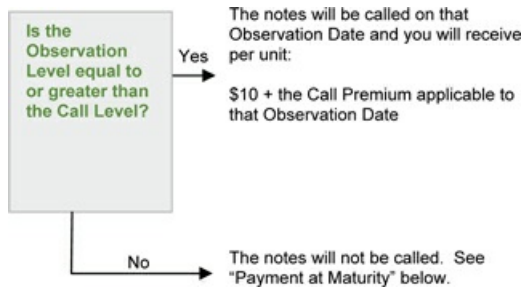 Is the
Observation
Level equal to
or greater than
the Call Level?
Yes
The notes will be called on that
Observation Date and you will receive
per unit:
$10 + the Call Premium applicable to
that Observation Date
No
The notes will not be called.  See
“Payment at Maturity” below.